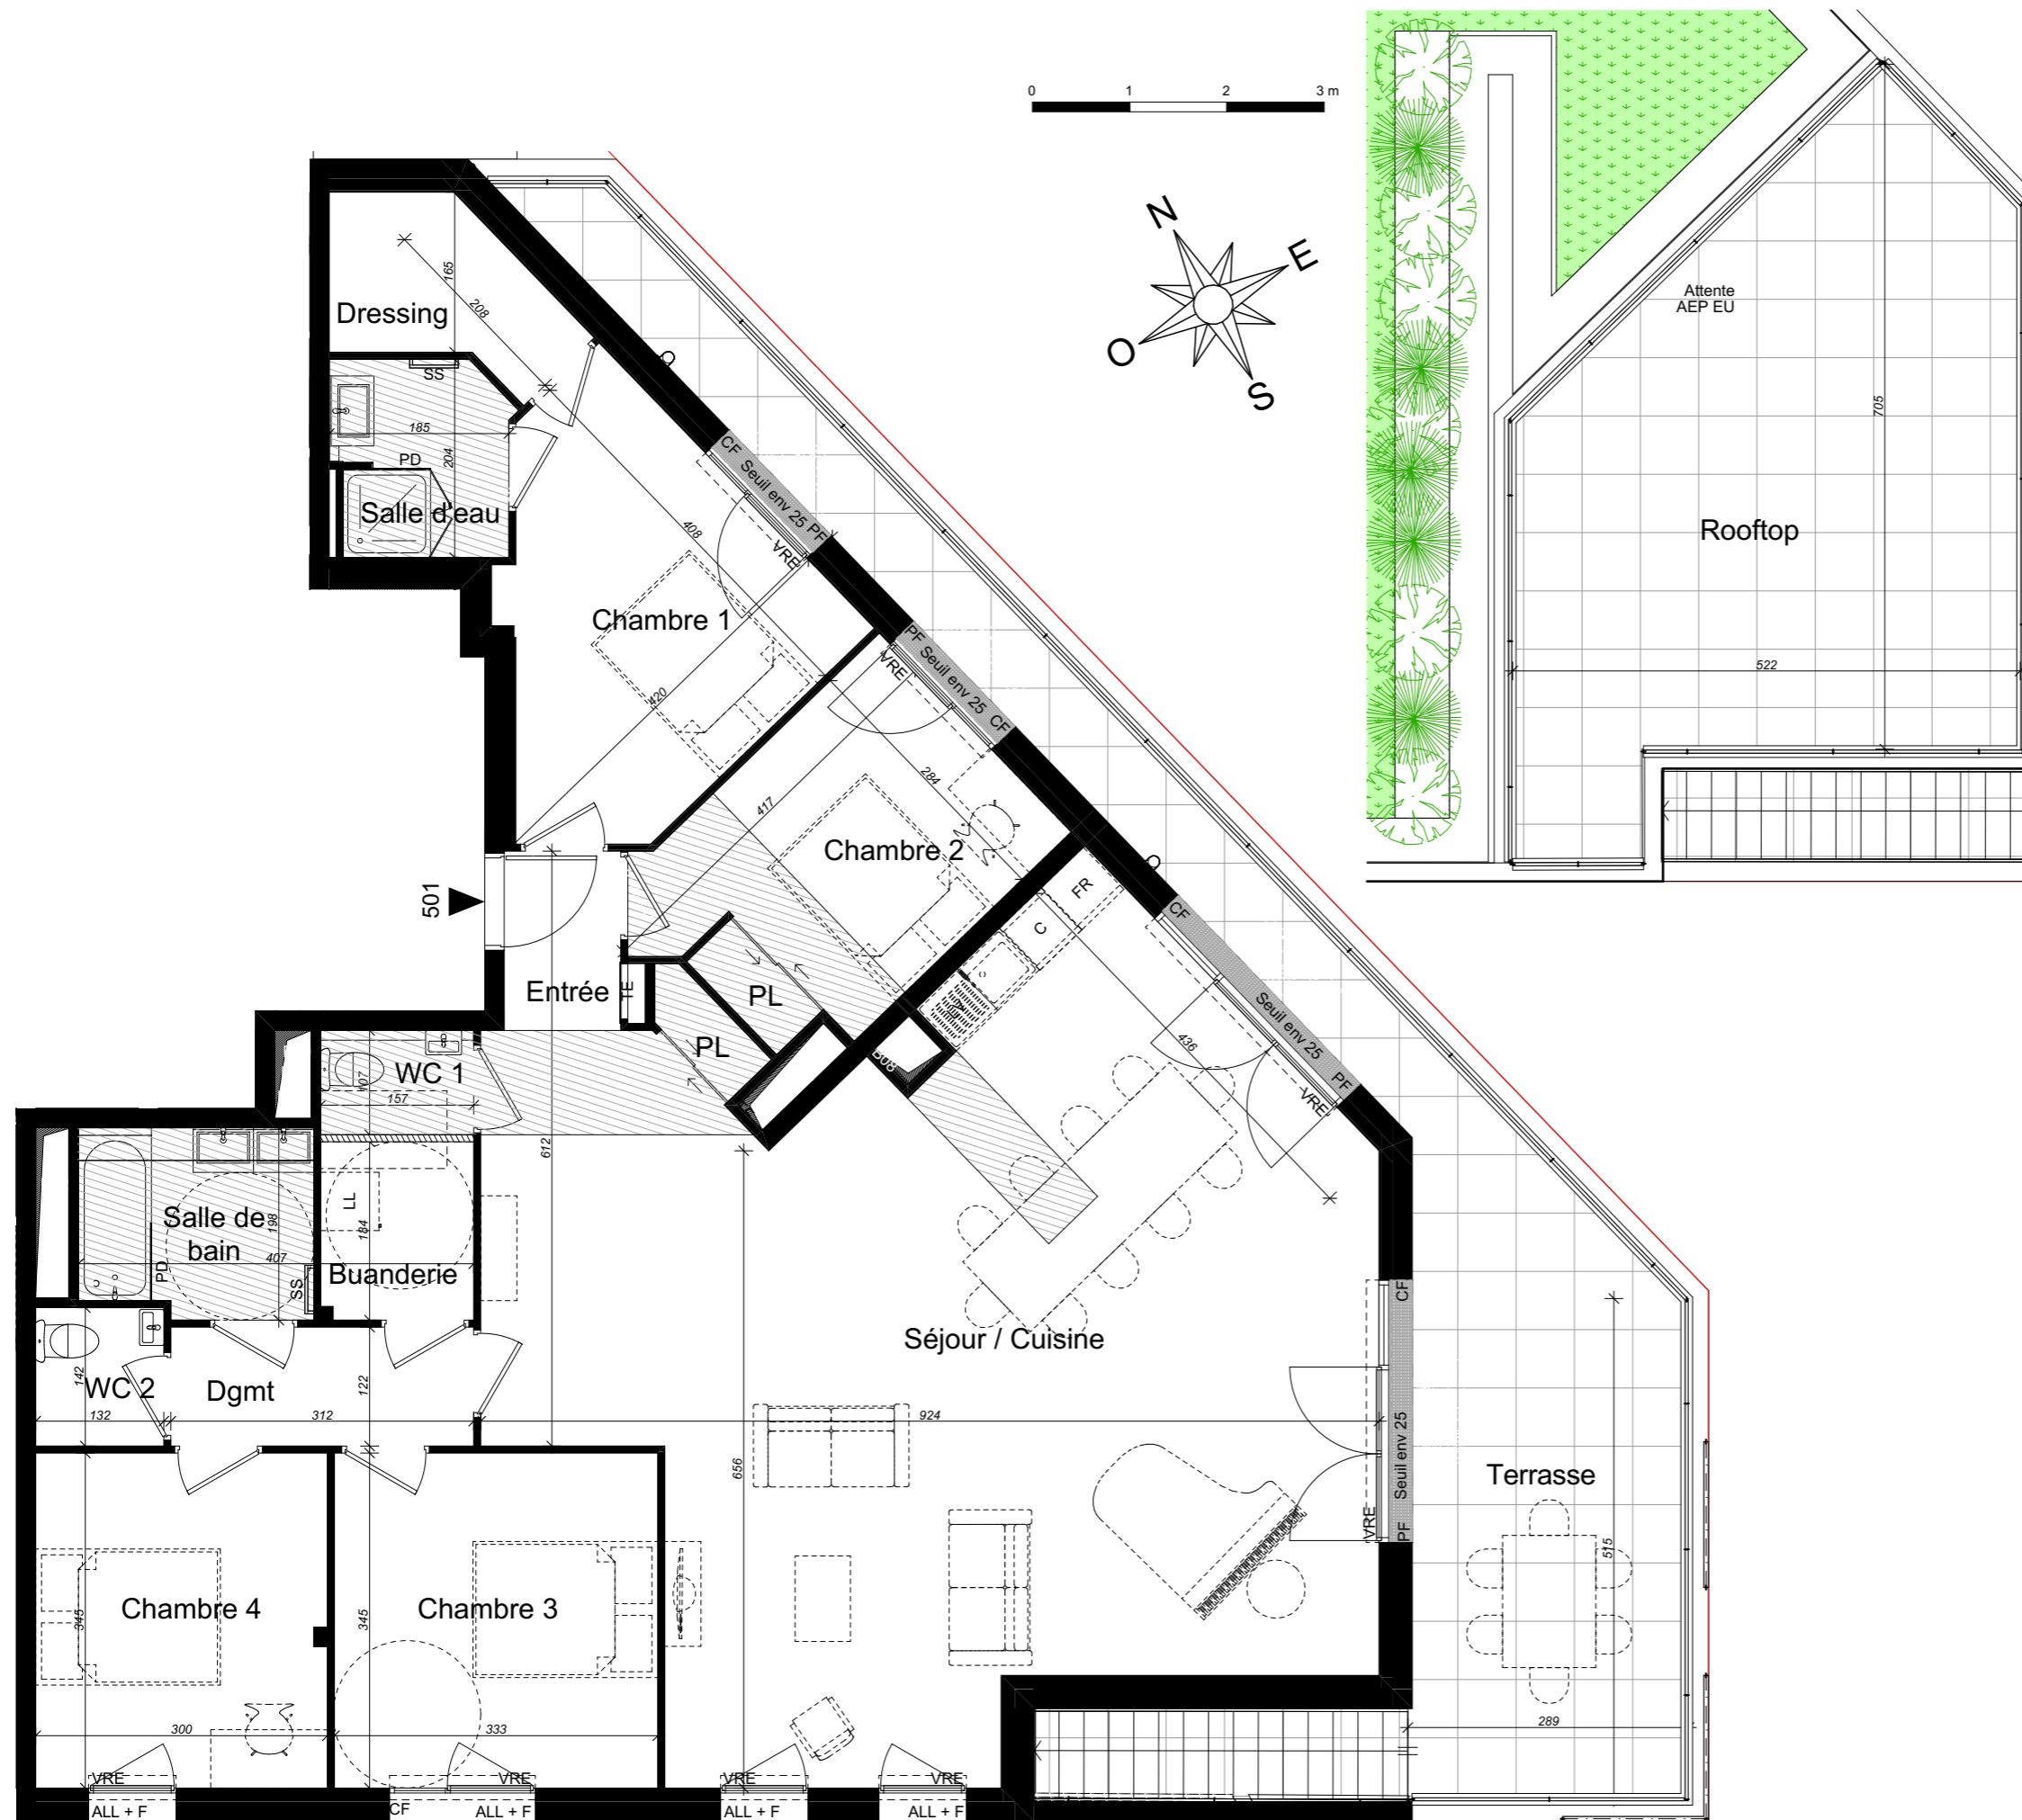 0 1 2 3 m
N
E
O
S
Attente
AEP EU
705
Rooftop
522
165
208
Dressing
SS
185
PD
204
Salle d'eau
CF Seuil env 25 PF
VRE
408
Chambre 1
420
PF Seuil env 25 CF
VRE
284
417
Chambre 2
501
Entrée
TE
PL
PL
FR
C
CF
Seuil env 25
PF
VRE
436
WC 1
107
157
612
Salle de
bain
198
407
PD
SS
LL
184
Buanderie
Séjour / Cuisine
CF
Seuil env 25
PF
VRE
142
WC 2
Dgmt
122
132
312
924
656
Terrasse
515
Chambre 4
345
Chambre 3
345
300
333
289
VRE
VRE
VRE
VRE
ALL + F
CF
ALL + F
ALL + F
ALL + F